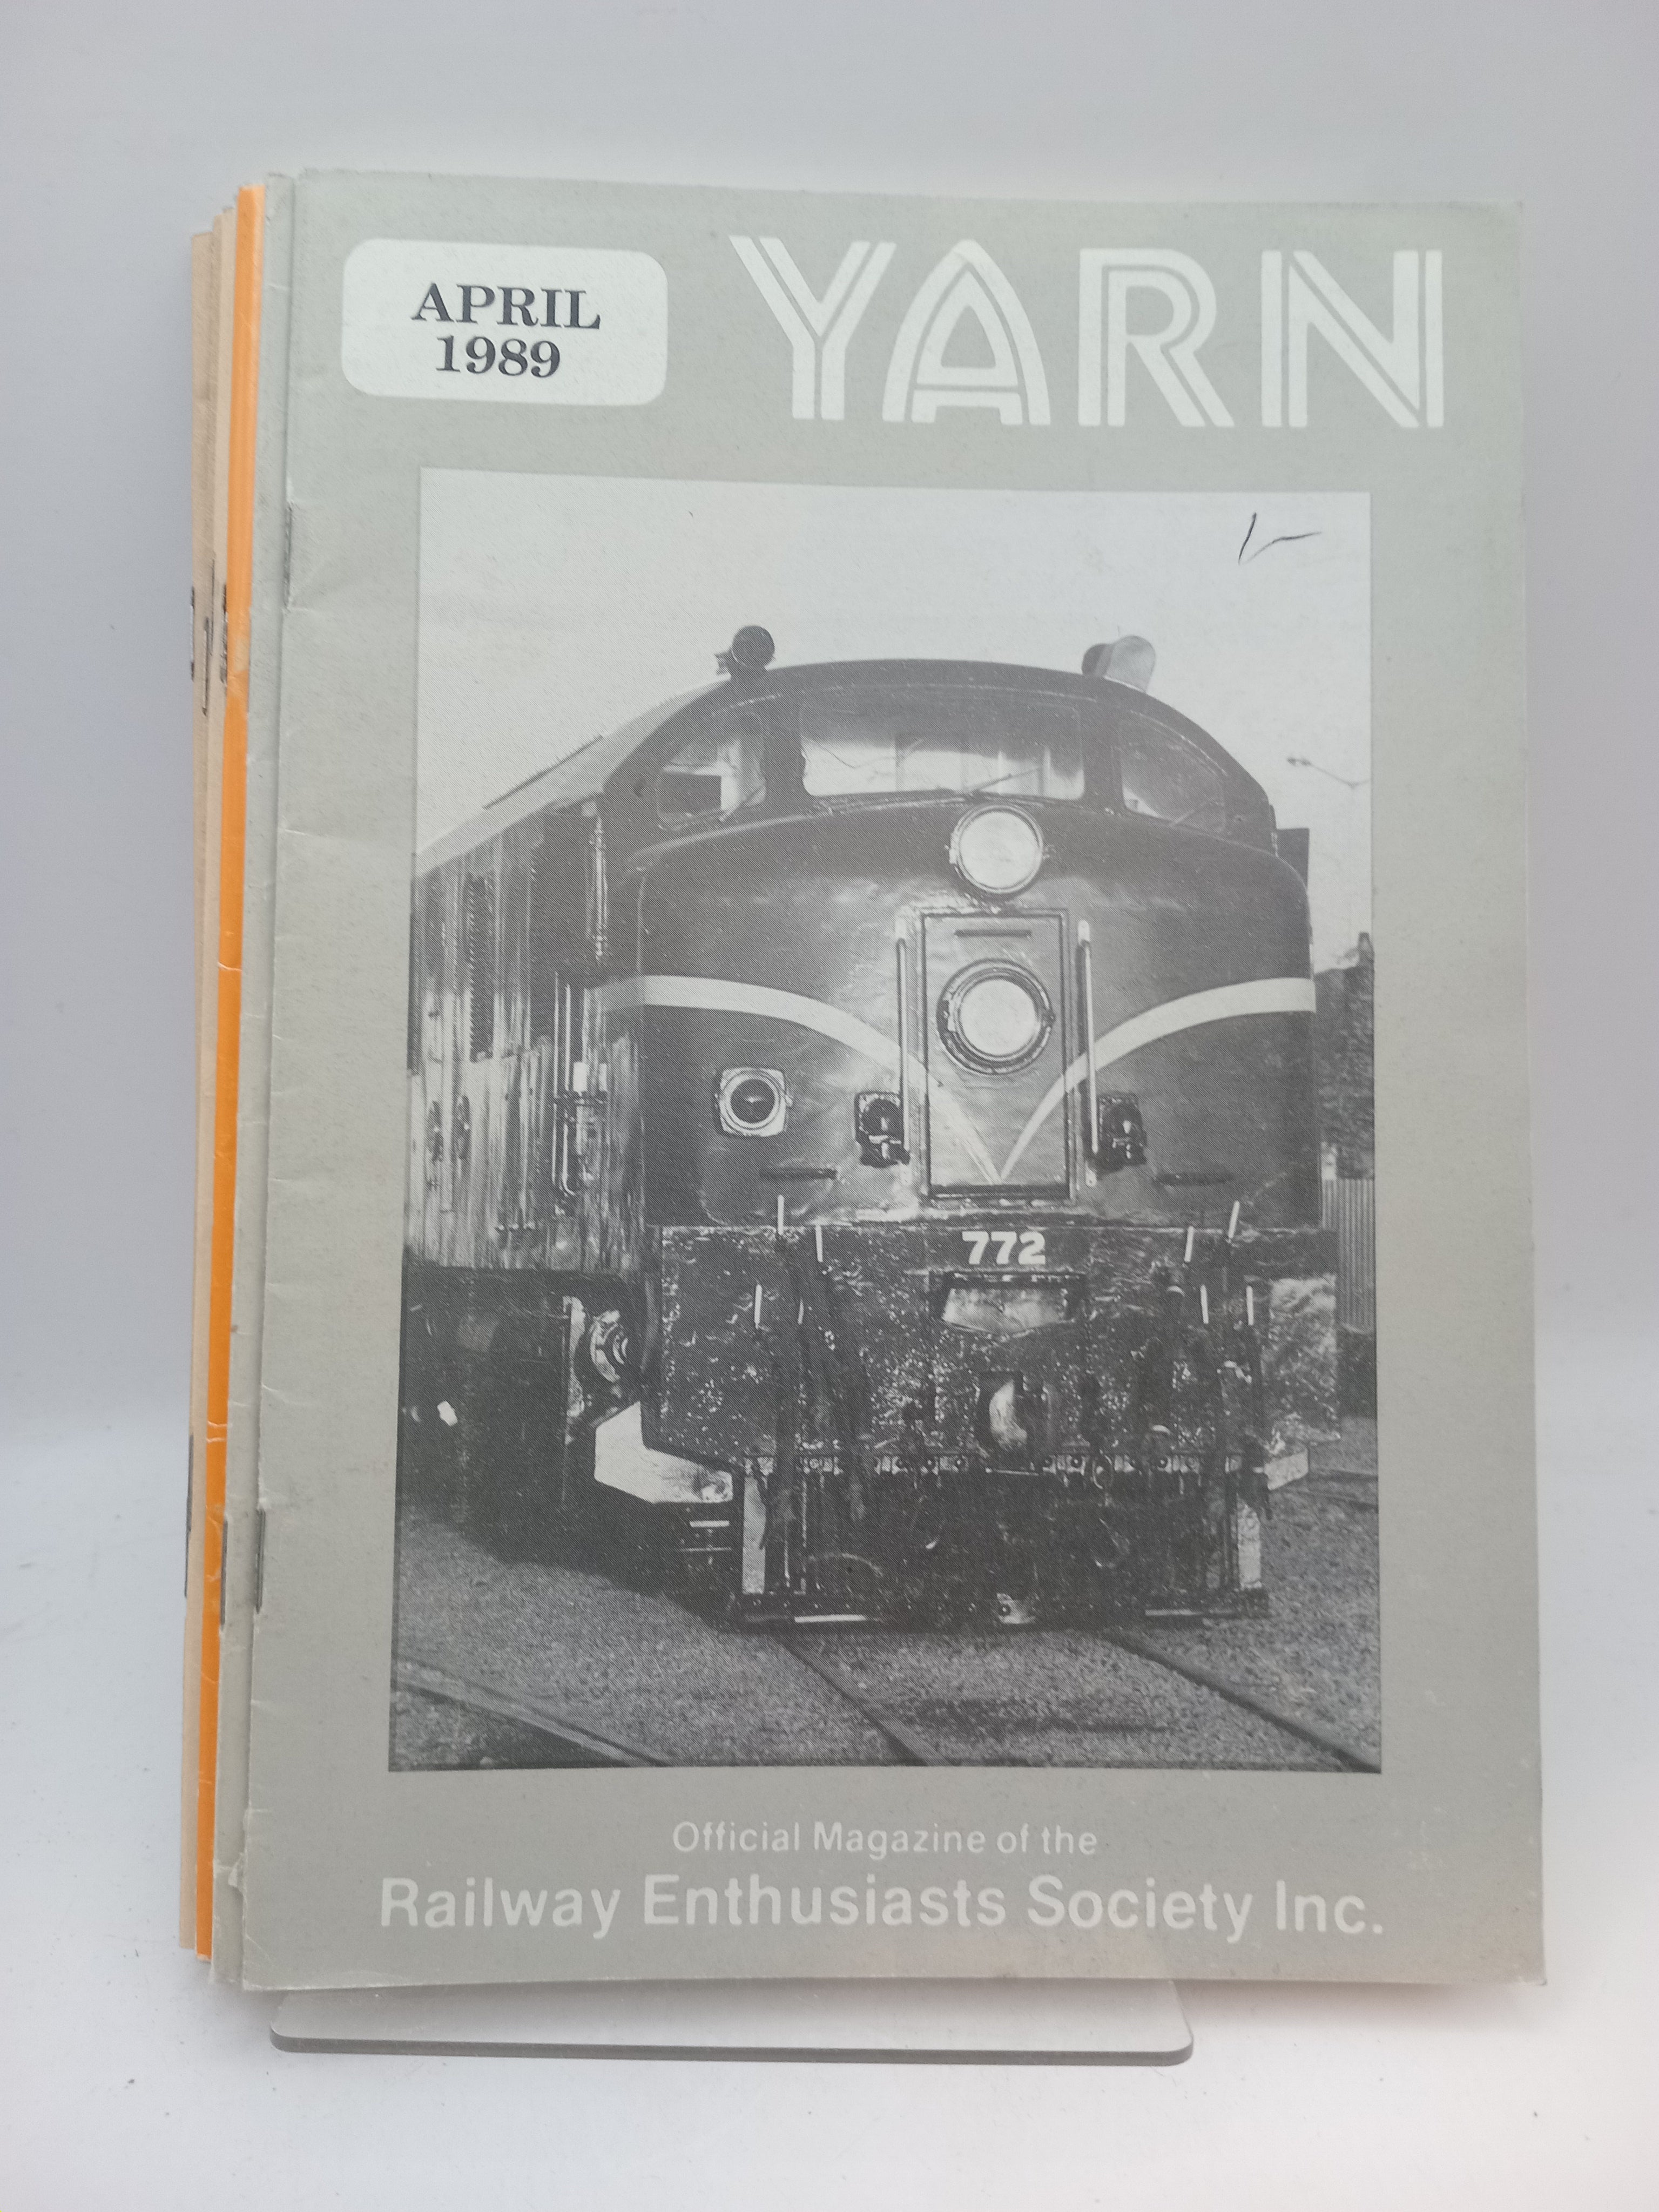 APRIL
1989
YARN
772
Official Magazine of the
Railway Enthusiasts Society Inc.